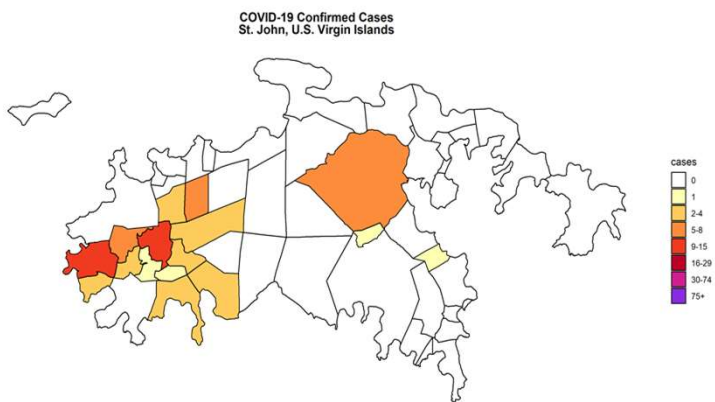 COVID-19 Confirmed Cases
St. John, U.S. Virgin Islands
cases
0
1
2-4
5-8
9-15
16-29
30-74
75+